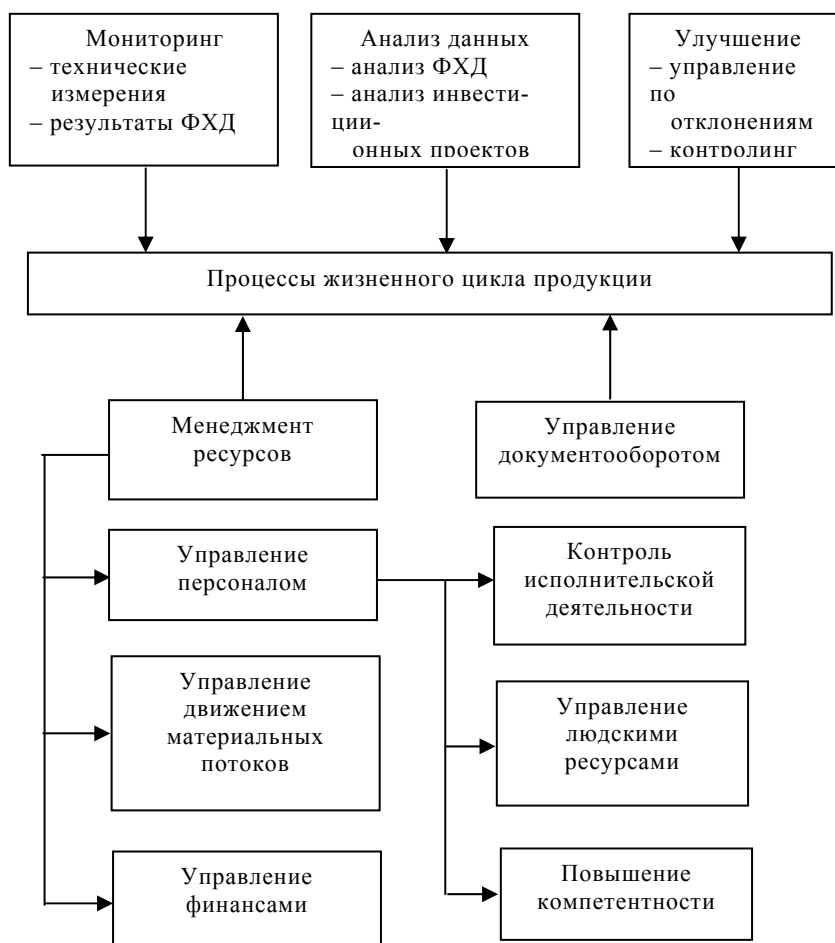 Мониторинг
– технические
измерения
– результаты ФХД
Анализ данных
– анализ ФХД
– анализ инвести-
ции-
онных проектов
Улучшение
– управление
по
отклонениям
– контролинг
Процессы жизненного цикла продукции
Менеджмент
ресурсов
Управление
документооборотом
Управление
персоналом
Контроль
исполнительской
деятельности
Управление
движением
материальных
потоков
Управление
людскими
ресурсами
Управление
финансами
Повышение
компетентности